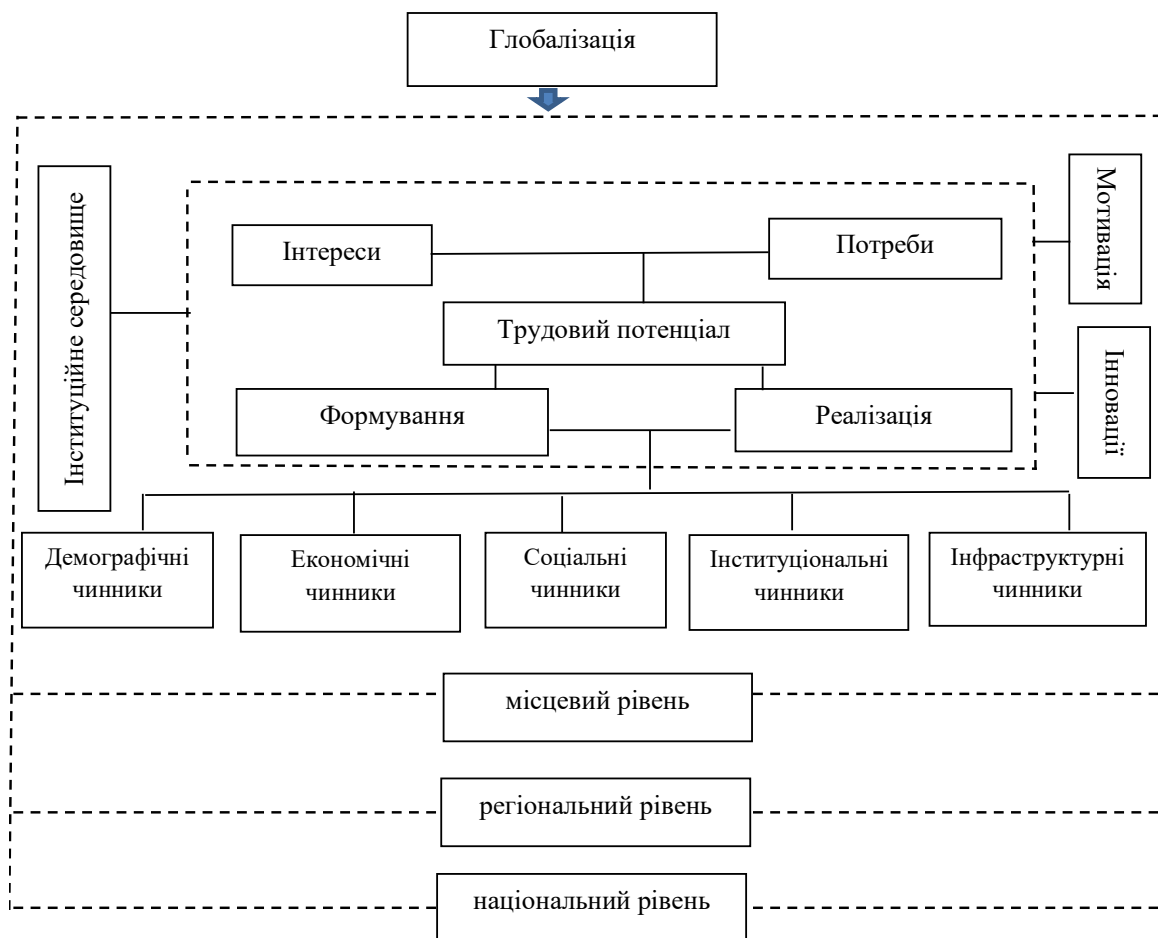 Глобалізація
Інституційне середовище
Мотивація
Інтереси
Потреби
Трудовий потенціал
Інновації
Формування
Реалізація
Демографічні
чинники
Економічні
чинники
Соціальні
чинники
Інституціональні
чинники
Інфраструктурні
чинники
місцевий рівень
регіональний рівень
національний рівень